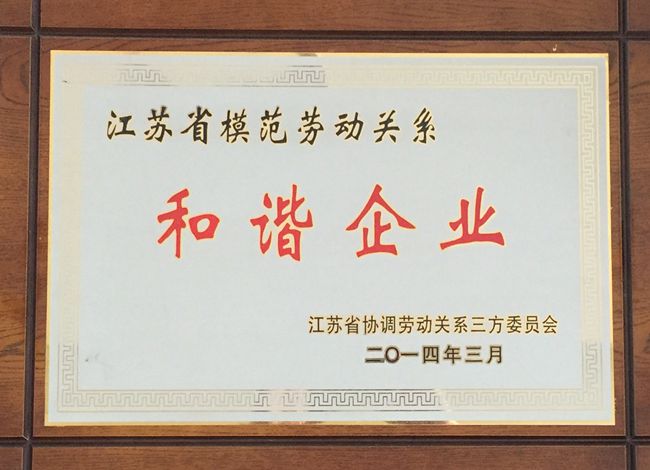 江苏省模范劳动关系
和谐企业
江苏省协调劳动关系三方委员会
二〇一四年三月